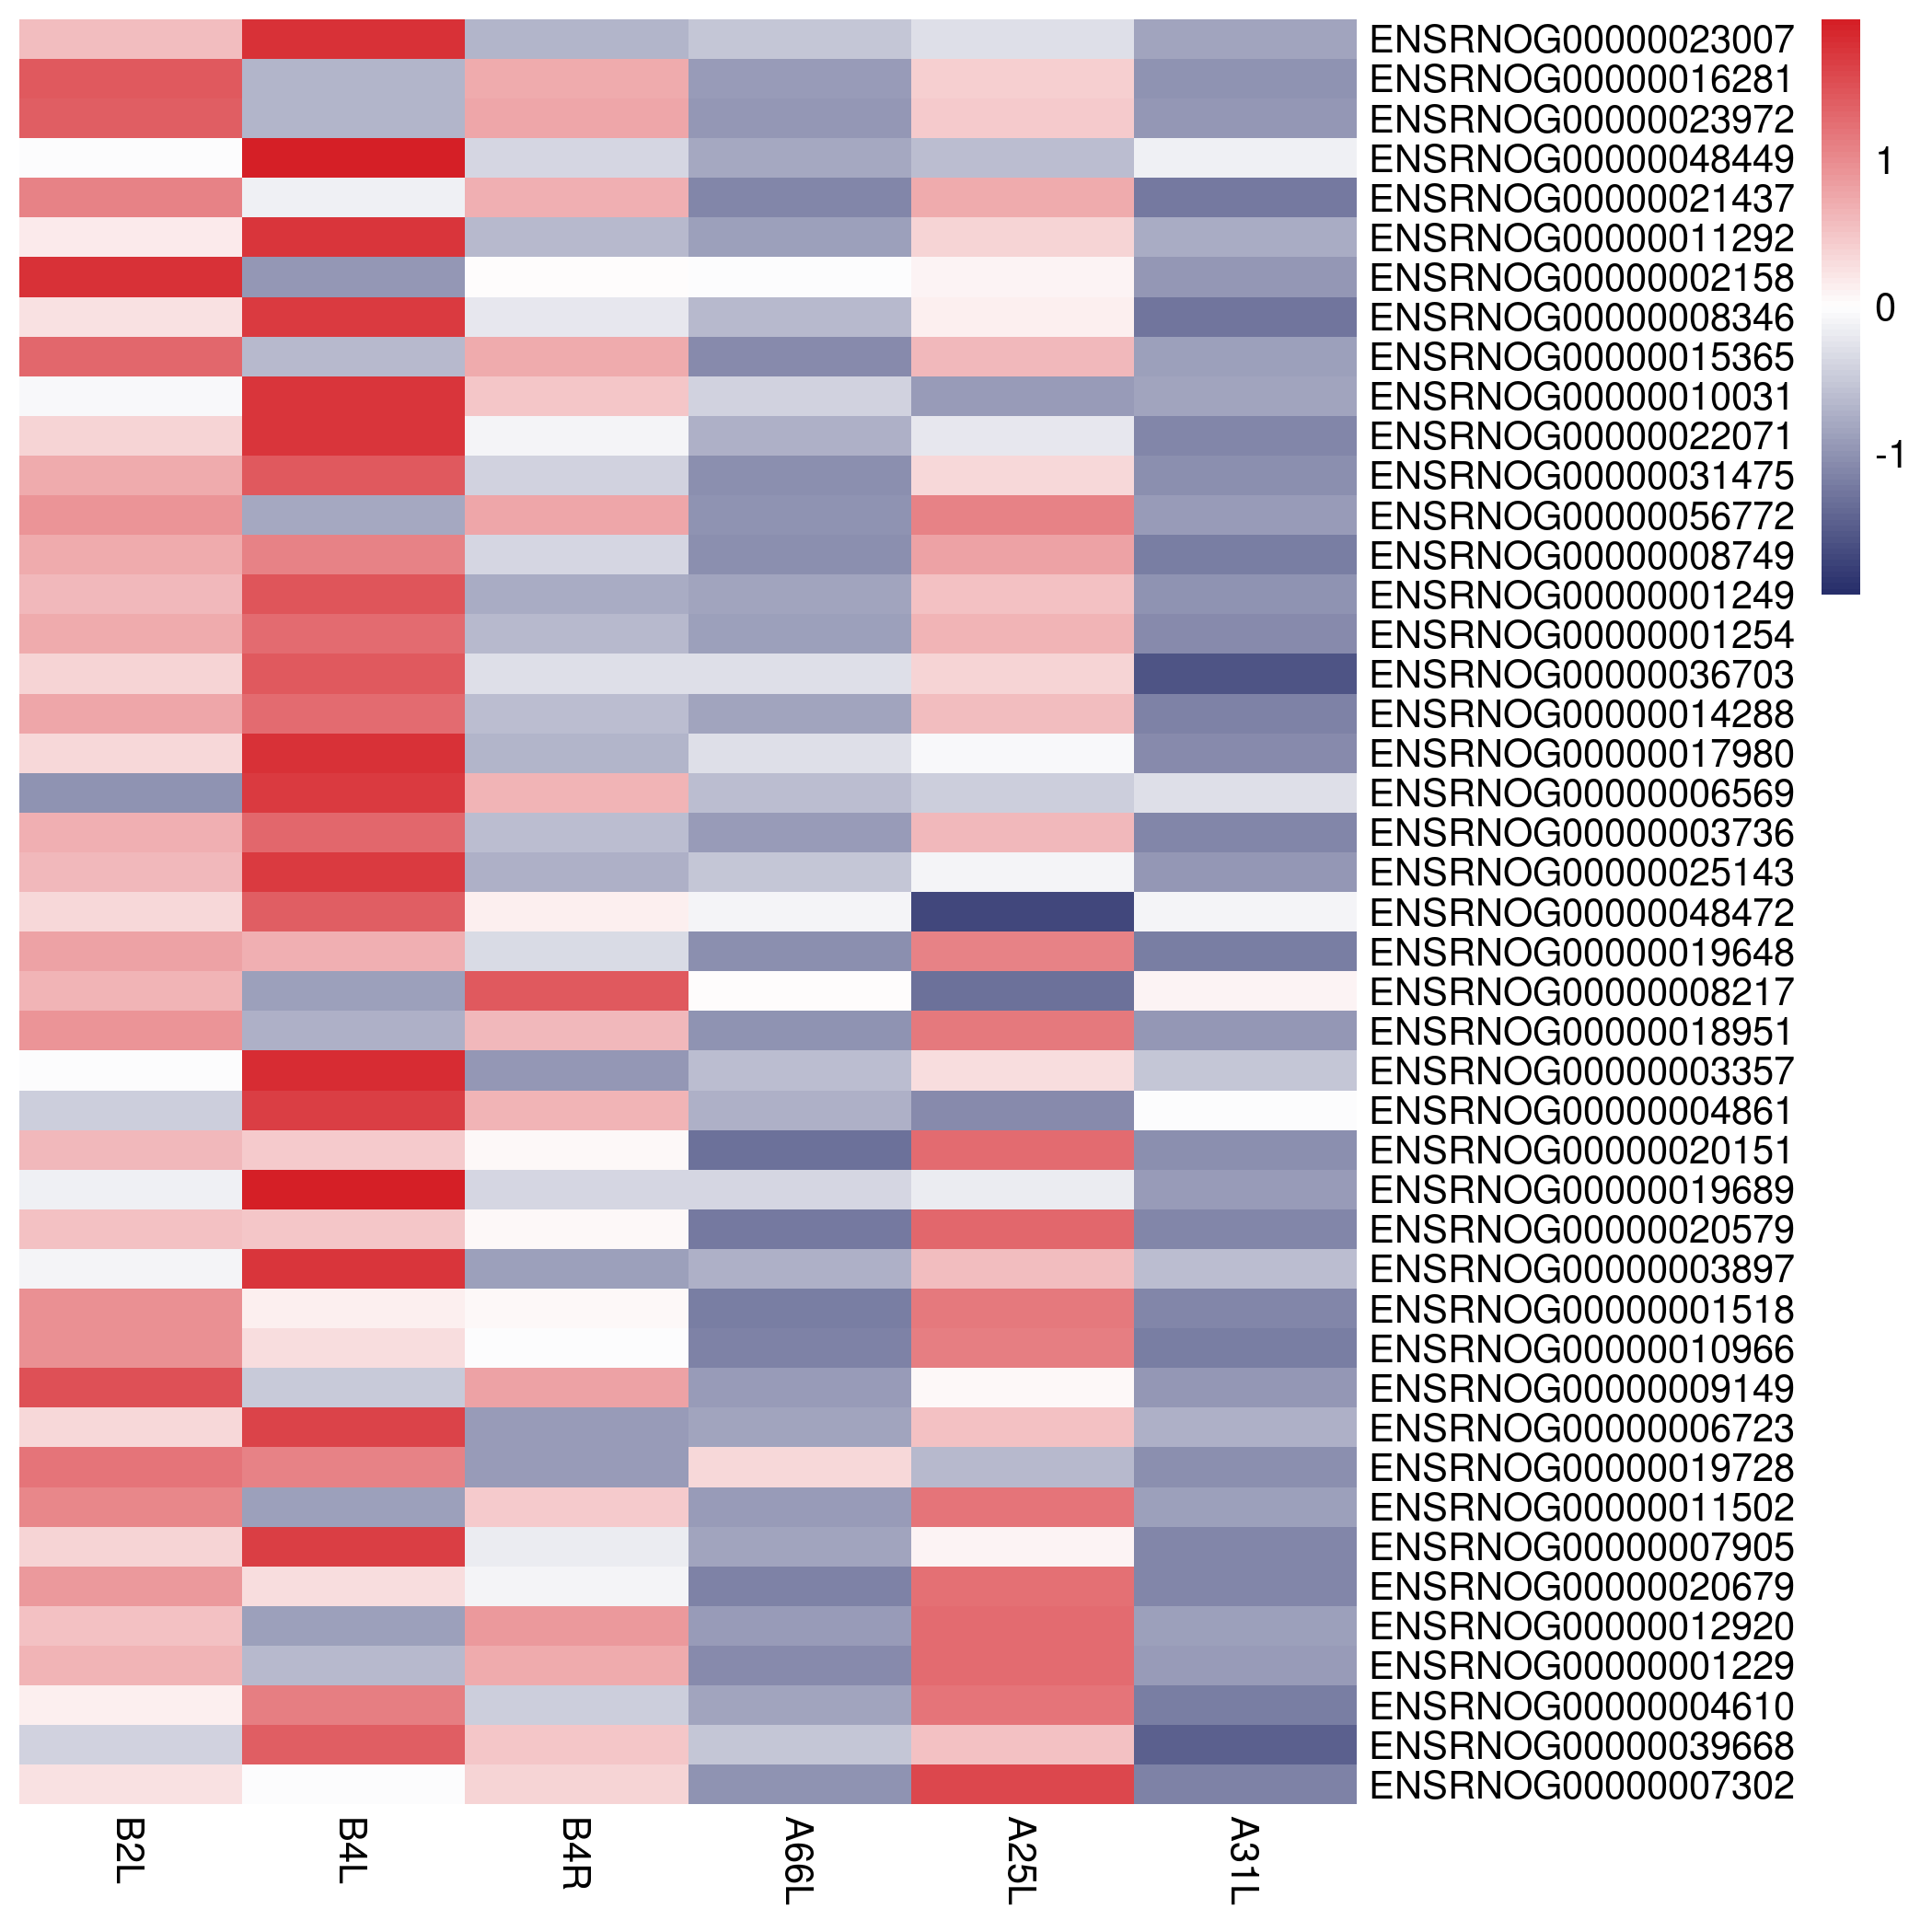 ENSRNOG00000023007
ENSRNOG00000016281
ENSRNOG00000023972
ENSRNOG00000048449
ENSRNOG00000021437
ENSRNOG00000011292
ENSRNOG00000002158
ENSRNOG00000008346
ENSRNOG00000015365
ENSRNOG00000010031
ENSRNOG00000022071
ENSRNOG00000031475
ENSRNOG00000056772
ENSRNOG00000008749
ENSRNOG00000001249
ENSRNOG00000001254
ENSRNOG00000036703
ENSRNOG00000014288
ENSRNOG00000017980
ENSRNOG00000006569
ENSRNOG00000003736
ENSRNOG00000025143
ENSRNOG00000048472
ENSRNOG00000019648
ENSRNOG00000008217
ENSRNOG00000018951
ENSRNOG00000003357
ENSRNOG00000004861
ENSRNOG00000020151
ENSRNOG00000019689
ENSRNOG00000020579
ENSRNOG00000003897
ENSRNOG00000001518
ENSRNOG00000010966
ENSRNOG00000009149
ENSRNOG00000006723
ENSRNOG00000019728
ENSRNOG00000011502
ENSRNOG00000007905
ENSRNOG00000020679
ENSRNOG00000012920
ENSRNOG00000001229
ENSRNOG00000004610
ENSRNOG00000039668
ENSRNOG00000007302
1
0
-1
B2L
B4L
B4R
A66L
A25L
A31L